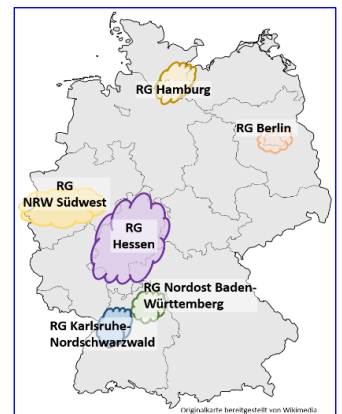 RG Hamburg
RG Berlin
RG
NRW Südwest
RG
Hessen
RG Nordost Baden-
Württemberg
RG Karlsruhe-
Nordschwarzwald
Originalkarte bereitgestellt von Wikimedia